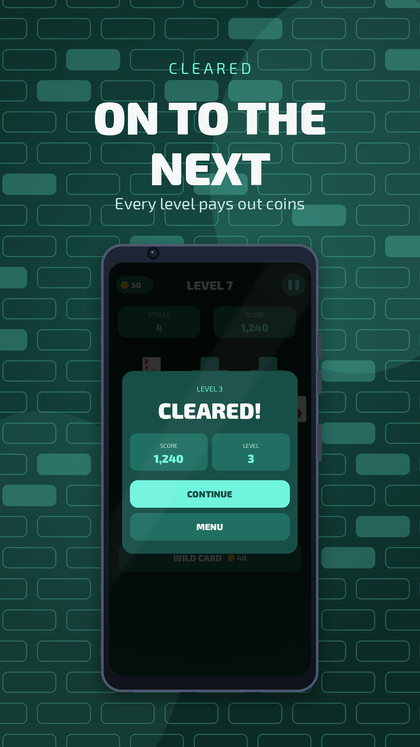 CLEARED
ON TO THE
NEXT
Every level pays out coins
50
LEVEL 7
STREAK
SCORE
4
1,240
LEVEL 3
CLEARED!
SCORE
LEVEL
1,240
3
CONTINUE
MENU
WILD CARD 40